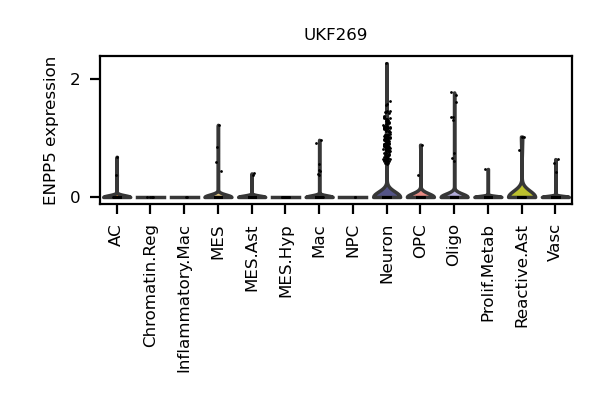 UKF269
ENPP5 expression
2
0
AC
Chromatin.Reg
Inflammatory.Mac
MES
MES.Ast
MES.Hyp
Mac
NPC
Neuron
OPC
Oligo
Prolif.Metab
Reactive.Ast
Vasc